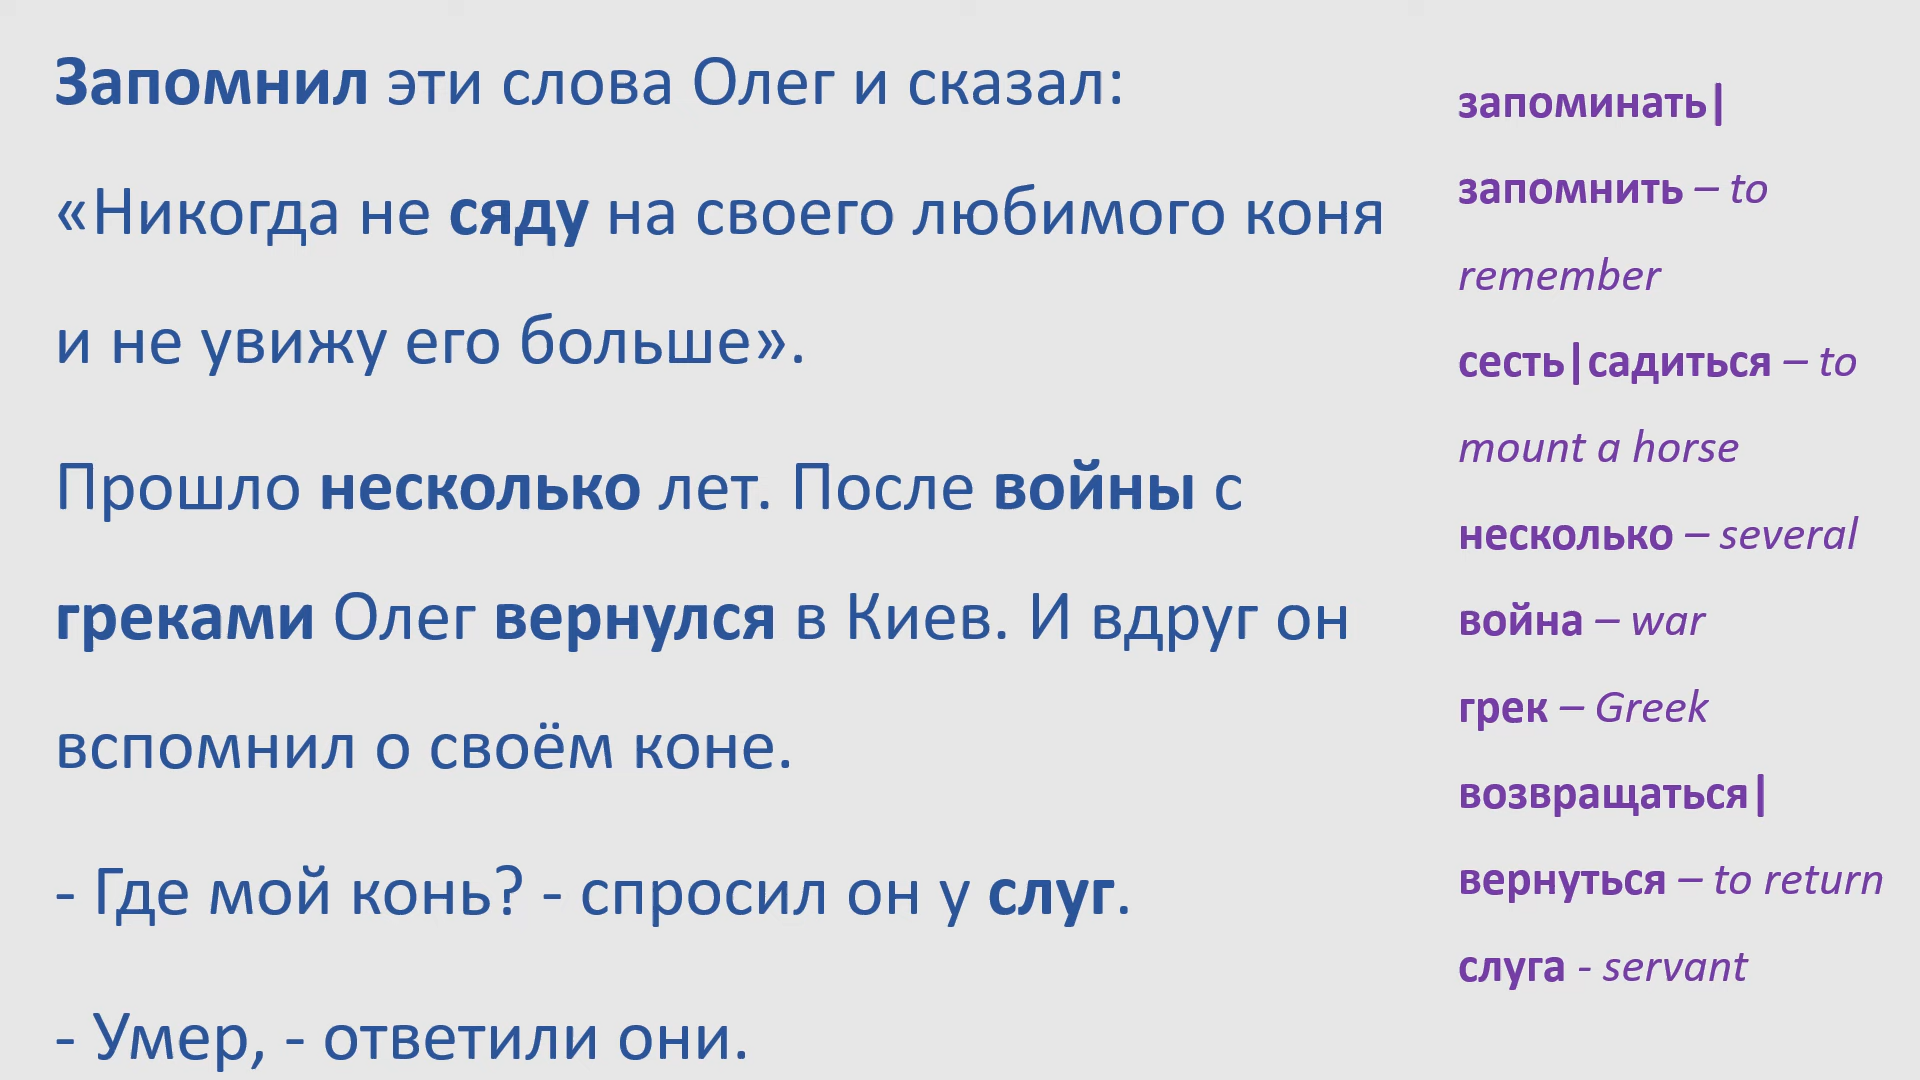 Запомнил эти слова Олег и сказал:
«Никогда не сяду на своего любимого коня
и не увижу его больше».
Прошло несколько лет. После войны с
греками Олег вернулся в Киев. И вдруг он
вспомнил о своём коне.
- Где мой конь? - спросил он у слуг.
- Умер, - ответили они.
запоминать|
запомнить – to
remember
сесть|садиться – to
mount a horse
несколько – several
война – war
грек – Greek
возвращаться|
вернуться – to return
слуга - servant